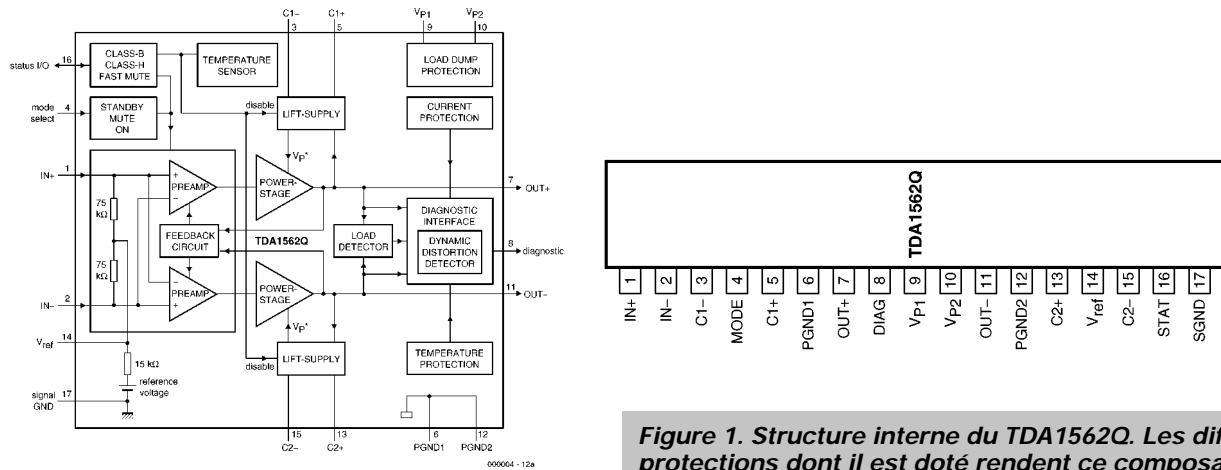 C1– C1+ VP1 VP2
3 5 9 10
status I/O 16
CLASS-B
CLASS-H
FAST MUTE
TEMPERATURE
SENSOR
LOAD DUMP
PROTECTION
mode
select
4
STANDBY
MUTE
ON
disable
LIFT-SUPPLY
CURRENT
PROTECTION
VP*
IN+ 1
+
–
PREAMP
POWER-
STAGE
7 OUT+
75
kΩ
FEEDBACK
CIRCUIT
TDA1562Q
LOAD
DETECTOR
DIAGNOSTIC
INTERFACE
DYNAMIC
DISTORTION
DETECTOR
8 diagnostic
75
kΩ
IN– 2
–
+
PREAMP
POWER-
STAGE
11 OUT–
VP*
Vref 14
15 kΩ
reference
voltage
disable
LIFT-SUPPLY
TEMPERATURE
PROTECTION
signal
GND
17
15 13 6 12
C2– C2+ PGND1 PGND2
000004 - 12a
TDA1562Q
1 2 3 4 5 6 7 8 9 10 11 12 13 14 15 16 17
IN+ IN– C1– MODE C1+ PGND1 OUT+ DIAG VP1 VP2 OUT– PGND2 C2+ Vref C2– STAT SGND
Figure 1. Structure interne du TDA1562Q. Les dif
protections dont il est doté rendent ce composa